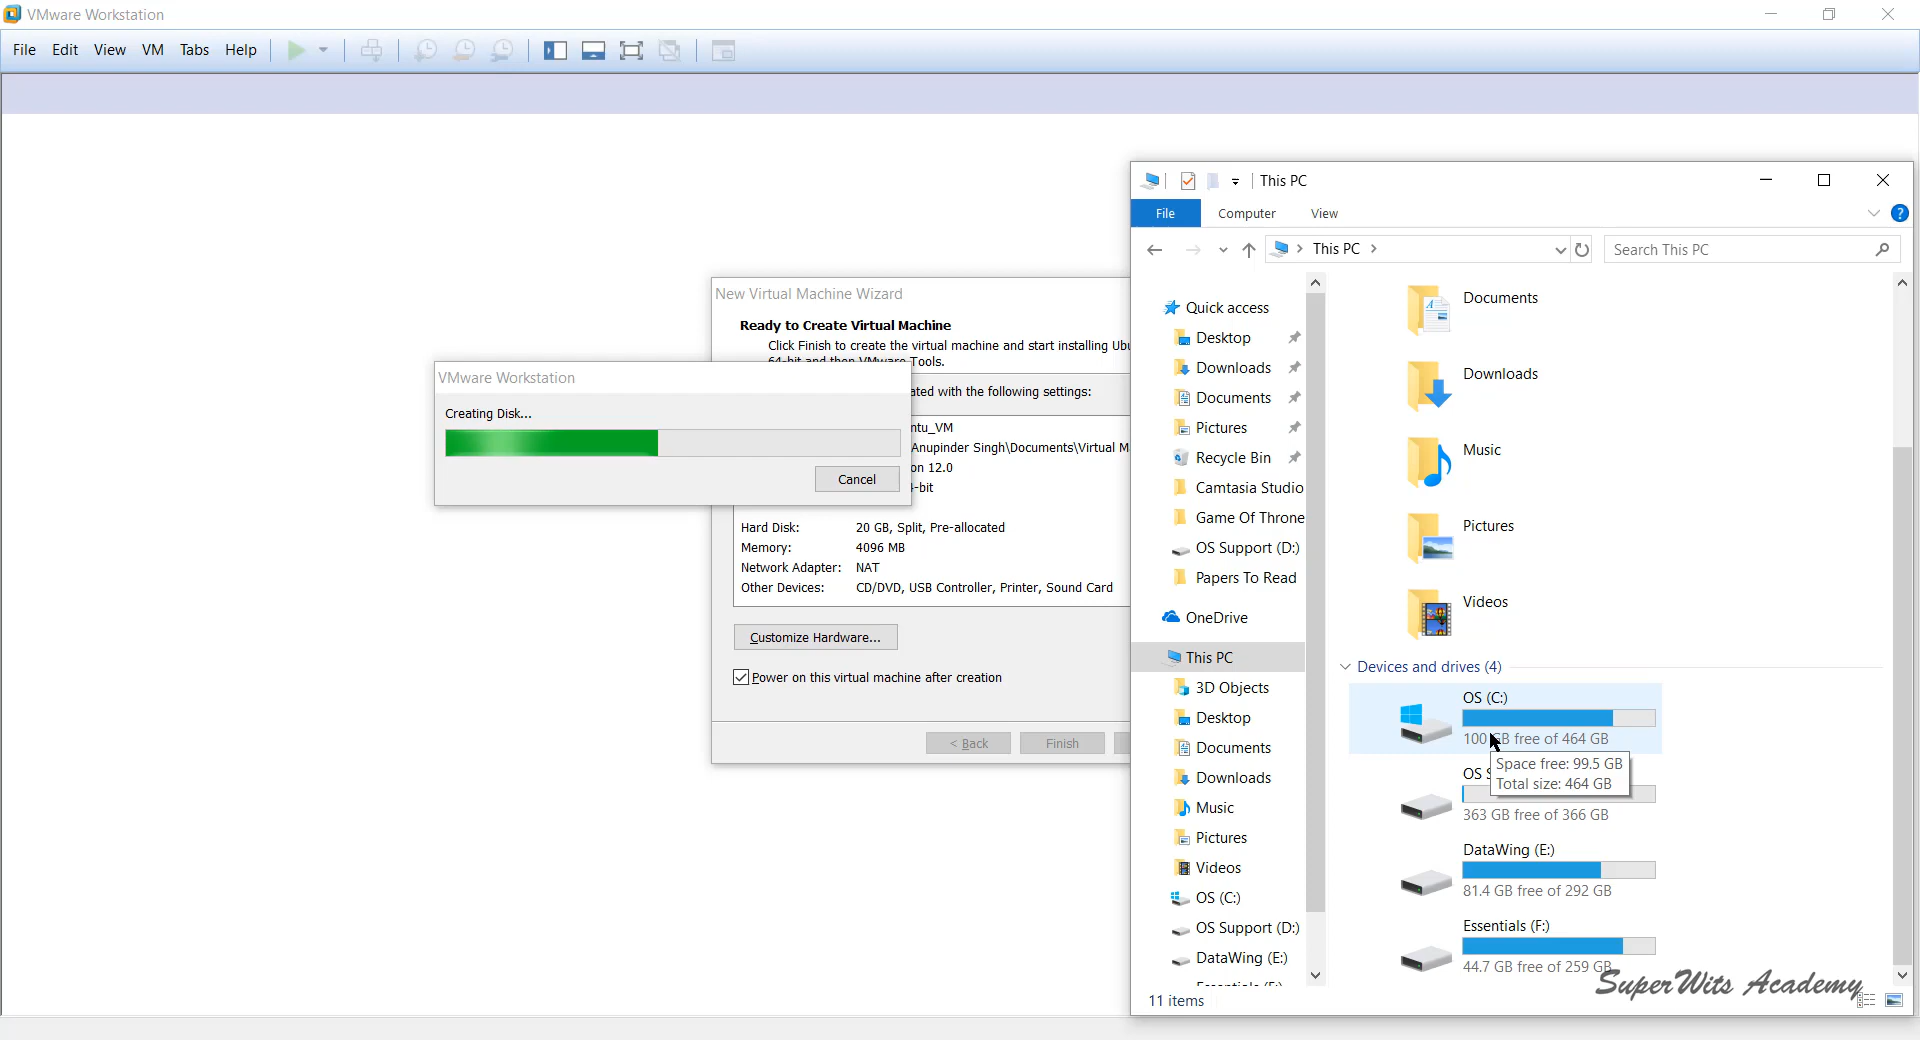 VMware Workstation
File Edit View VM Tabs Help
New Virtual Machine Wizard
Ready to Create Virtual Machine
Click Finish to create the virtual machine and start installing Ubu
64-bit and then VMware Tools.
ated with the following settings:
ntu_VM
Anupinder Singh\Documents\Virtual M
on 12.0
-bit
Hard Disk: 20 GB, Split, Pre-allocated
Memory: 4096 MB
Network Adapter: NAT
Other Devices: CD/DVD, USB Controller, Printer, Sound Card
Customize Hardware...
Power on this virtual machine after creation
< Back Finish
VMware Workstation
Creating Disk...
Cancel
This PC
File Computer View
This PC
Search This PC
Quick access
Desktop
Downloads
Documents
Pictures
Recycle Bin
Camtasia Studio
Game Of Throne
OS Support (D:)
Papers To Read
OneDrive
This PC
3D Objects
Desktop
Documents
Downloads
Music
Pictures
Videos
OS (C:)
OS Support (D:)
DataWing (E:)
Documents
Downloads
Music
Pictures
Videos
Devices and drives (4)
OS (C:)
100 GB free of 464 GB
Space free: 99.5 GB
Total size: 464 GB
OS S
363 GB free of 366 GB
DataWing (E:)
81.4 GB free of 292 GB
Essentials (F:)
44.7 GB free of 259 GB
11 items
SuperWits Academy